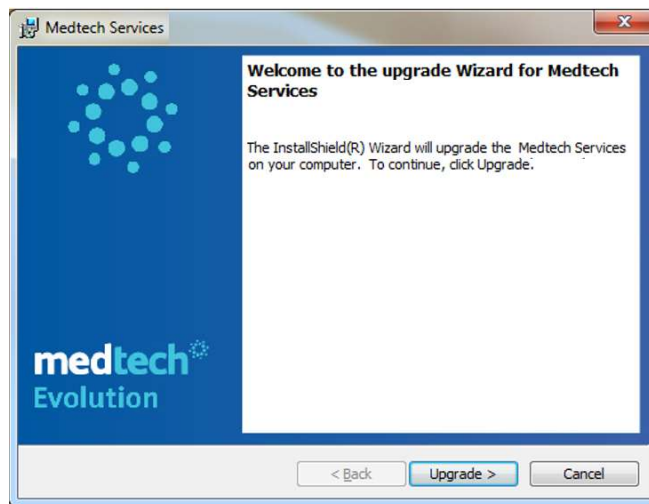 Medtech Services
Welcome to the upgrade Wizard for Medtech
Services
The InstallShield(R) Wizard will upgrade the Medtech Services
on your computer. To continue, click Upgrade.
medtech
Evolution
< Back
Upgrade >
Cancel